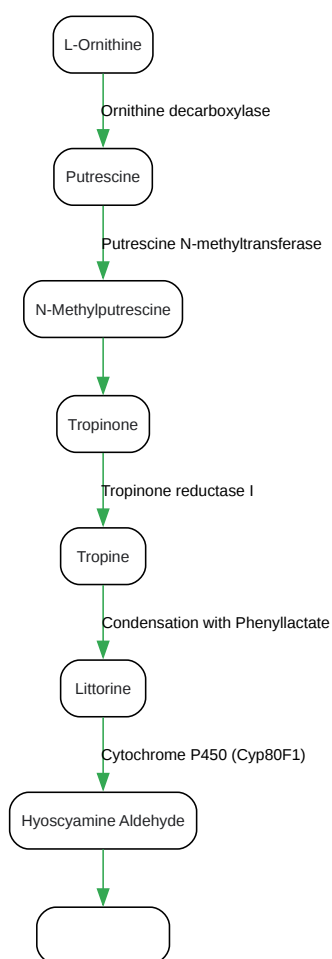 L-Ornithine
Ornithine decarboxylase
Putrescine
Putrescine N-methyltransferase
N-Methylputrescine
Tropinone
Tropinone reductase I
Tropine
Condensation with Phenyllactate
Littorine
Cytochrome P450 (Cyp80F1)
Hyoscyamine Aldehyde